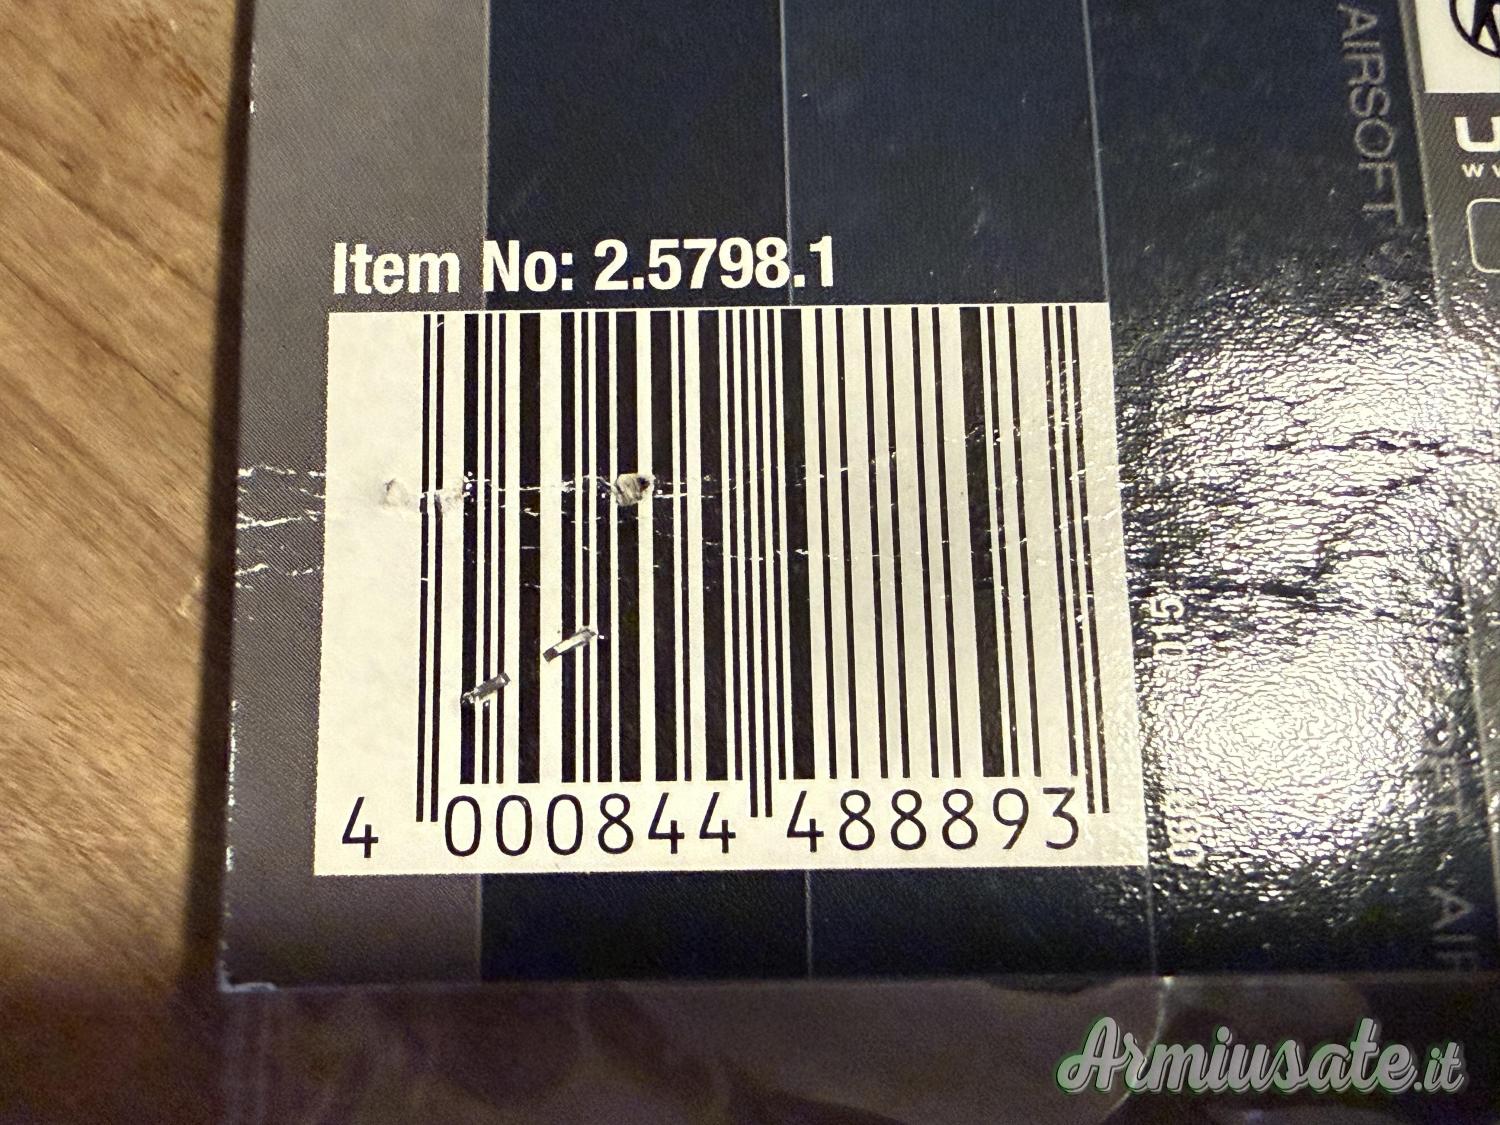 AIRSOFT
Item No: 2.5798.1
4 000844 488893
Armiusate.it